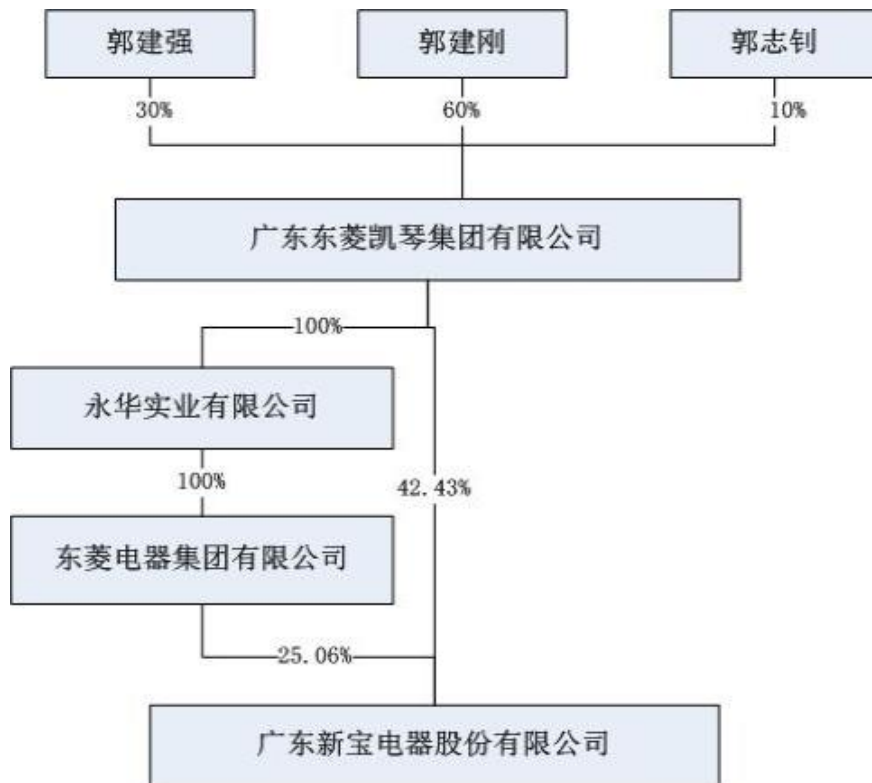 郭建强
郭建刚
郭志钊
30%
60%
10%
广东东菱凯琴集团有限公司
100%
永华实业有限公司
100%
42.43%
东菱电器集团有限公司
25.06%
广东新宝电器股份有限公司